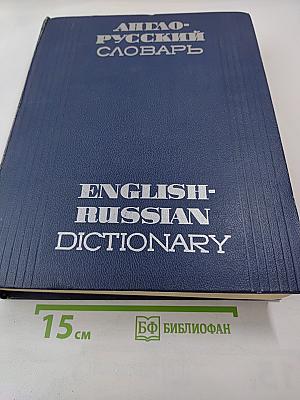 АНГЛО-
РУССКИЙ
СЛОВАРЬ
ENGLISH-
RUSSIAN
DICTIONARY
15 см
БФ БИБЛИОФАН